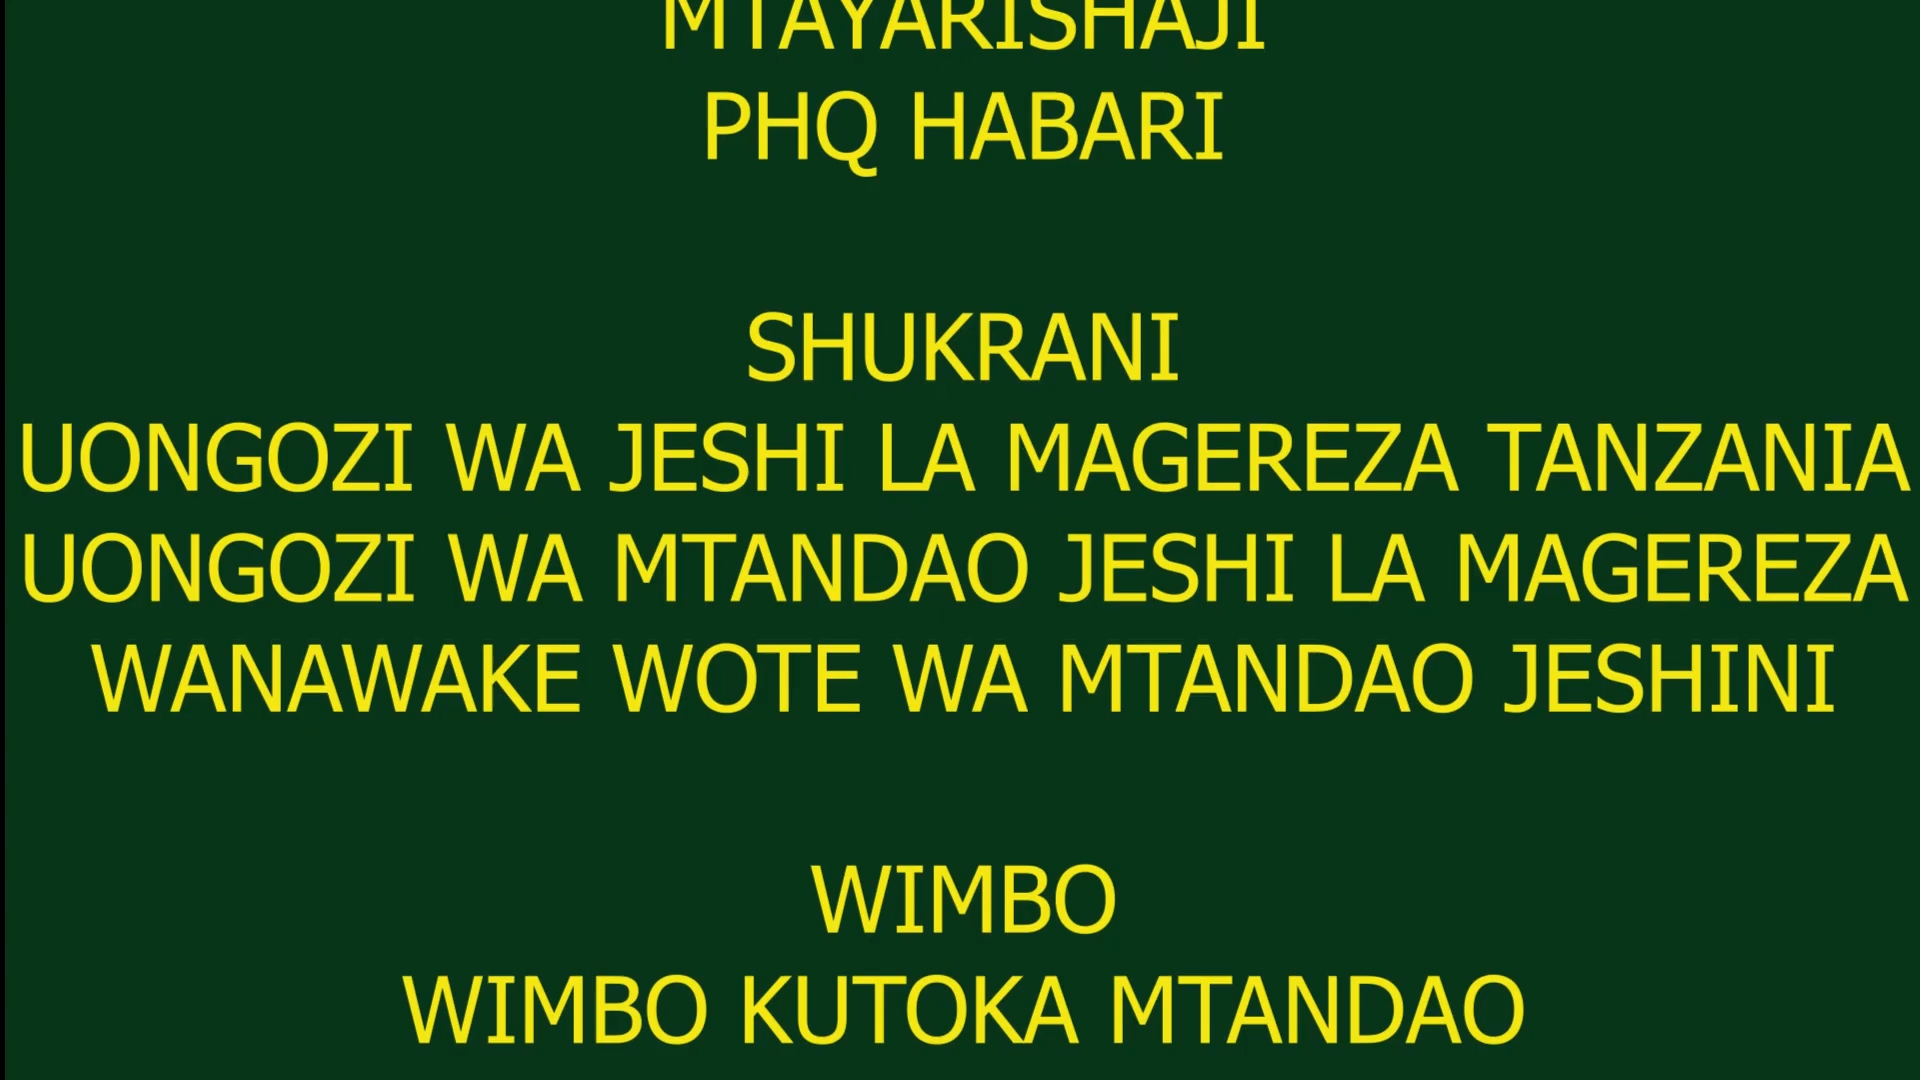 MTAYARISHAJI
PHQ HABARI
SHUKRANI
UONGOZI WA JESHI LA MAGEREZA TANZANIA
UONGOZI WA MTANDAO JESHI LA MAGEREZA
WANAWAKE WOTE WA MTANDAO JESHINI
WIMBO
WIMBO KUTOKA MTANDAO